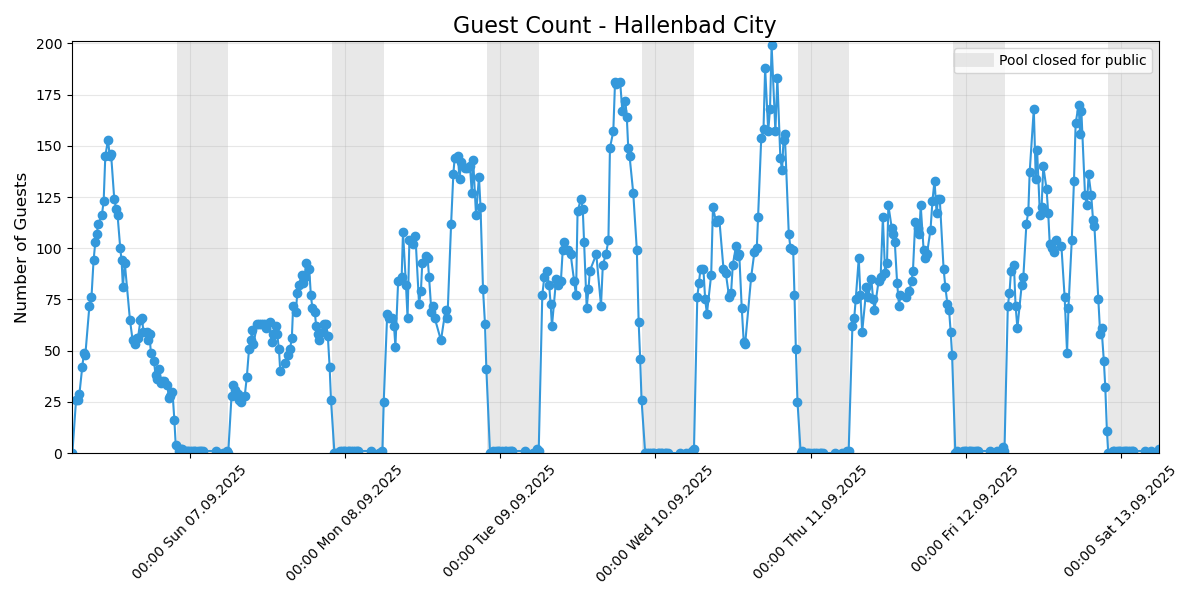 Guest Count - Hallenbad City
Pool closed for public
Number of Guests
200
175
150
125
100
75
50
25
0
00:00 Sun 07.09.2025
00:00 Mon 08.09.2025
00:00 Tue 09.09.2025
00:00 Wed 10.09.2025
00:00 Thu 11.09.2025
00:00 Fri 12.09.2025
00:00 Sat 13.09.2025